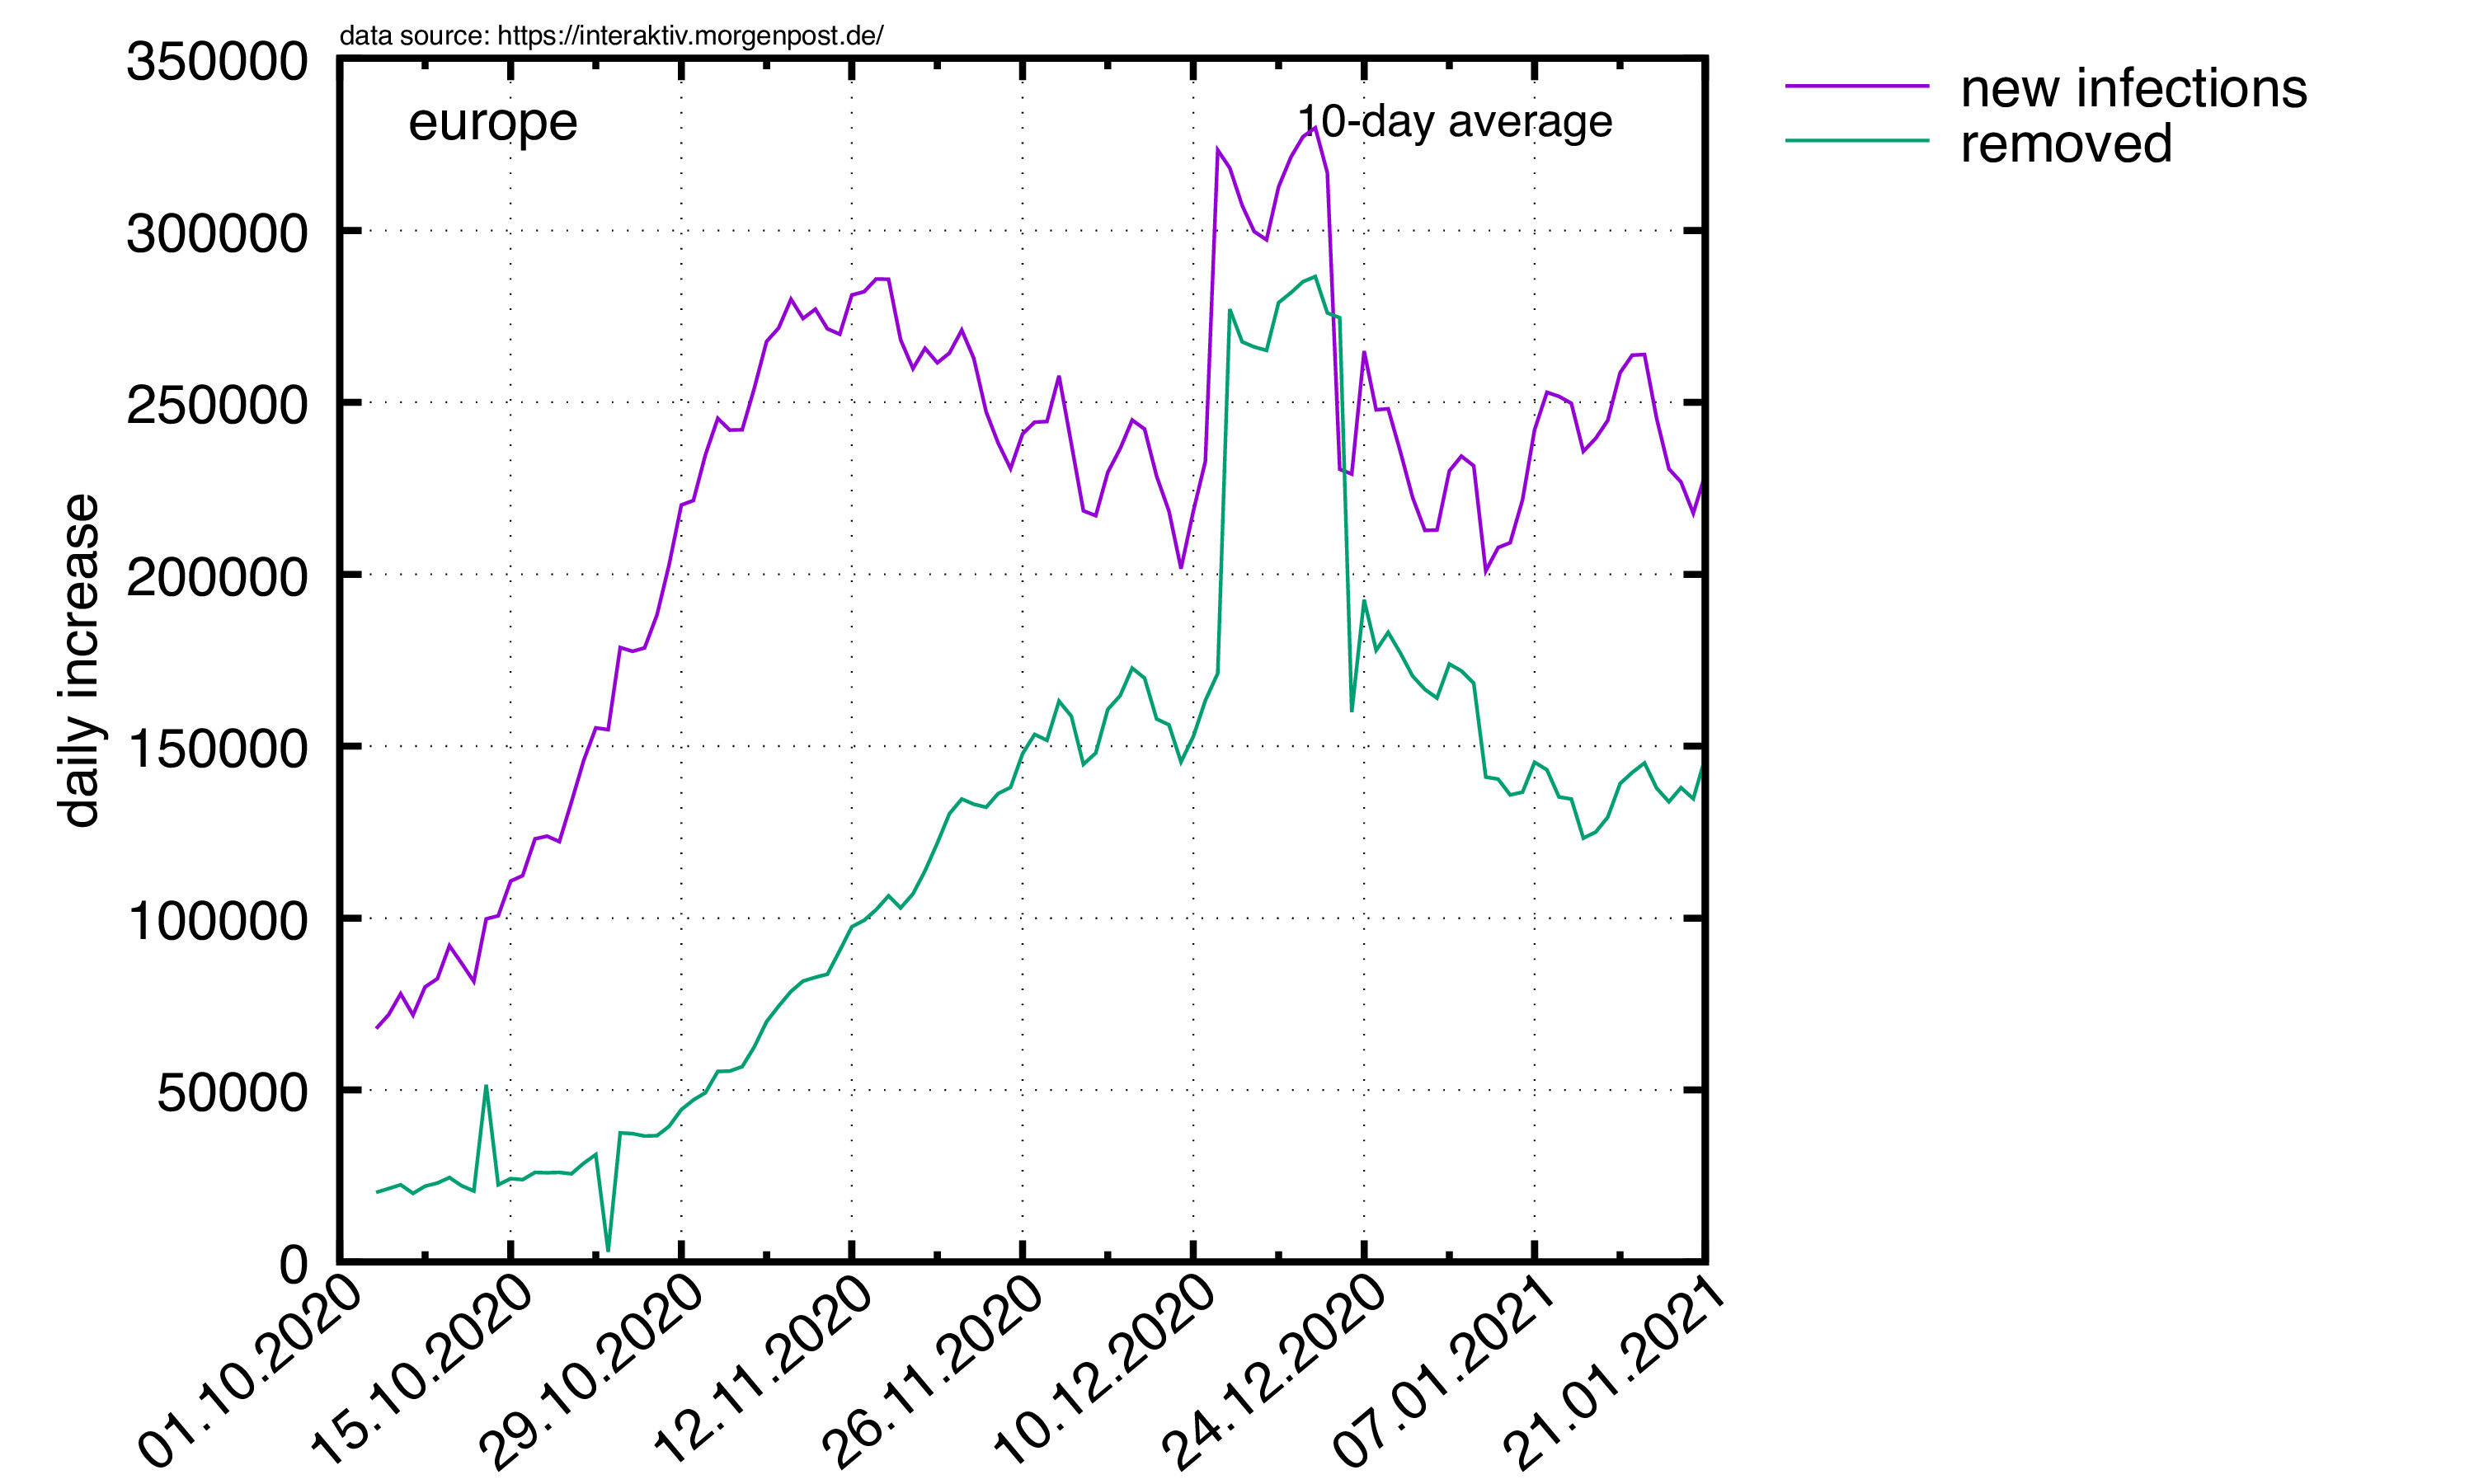 data source: https://interaktiv.morgenpost.de/
350000
300000
250000
200000
150000
100000
50000
0
daily increase
europe
10-day average
new infections
removed
01.10.2020
15.10.2020
29.10.2020
12.11.2020
26.11.2020
10.12.2020
24.12.2020
07.01.2021
21.01.2021